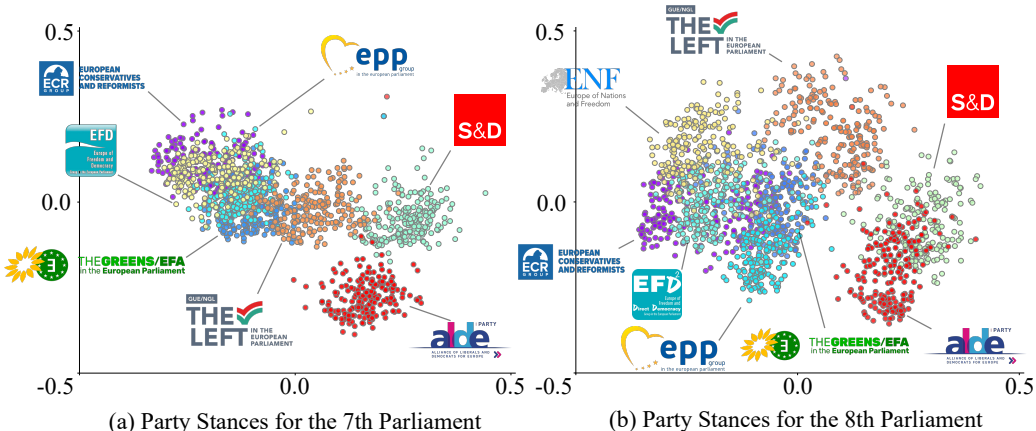 0.5
epp
group
in the european parliament
ECR
GROUP
EUROPEAN
CONSERVATIVES
AND REFORMISTS
S&D
EFD
Europe of
Freedom and
Democracy
0.0
THEGREENS/EFA
in the European Parliament
GUE/NGL
THE
LEFT
IN THE
EUROPEAN
PARLIAMENT
alde
PARTY
ALLIANCE OF LIBERALS AND
DEMOCRATS FOR EUROPE
-0.5
0.0
0.5
(a) Party Stances for the 7th Parliament
0.5
GUE/NGL
THE
LEFT
IN THE
EUROPEAN
PARLIAMENT
ENF
Europe of Nations
and Freedom
S&D
0.0
ECR
GROUP
EUROPEAN
CONSERVATIVES
AND REFORMISTS
EFD2
Europe of
Freedom and
Direct Democracy
epp
group
in the european parliament
THEGREENS/EFA
in the European Parliament
alde
PARTY
ALLIANCE OF LIBERALS AND
DEMOCRATS FOR EUROPE
-0.5
0.0
0.5
(b) Party Stances for the 8th Parliament